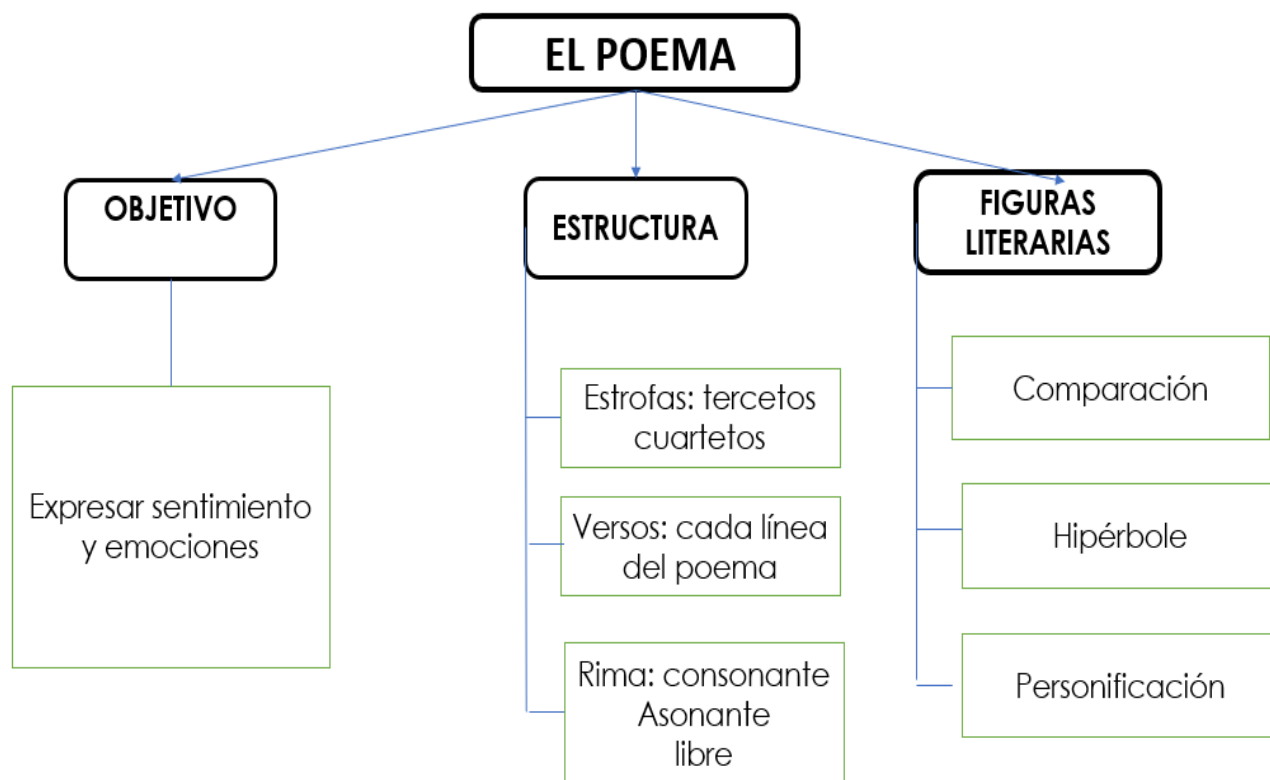 EL POEMA
OBJETIVO
Expresar sentimiento
y emociones
ESTRUCTURA
Estrofas: tercetos
cuartetos
Versos: cada línea
del poema
Rima: consonante
Asonante
libre
FIGURAS
LITERARIAS
Comparación
Hipérbole
Personificación